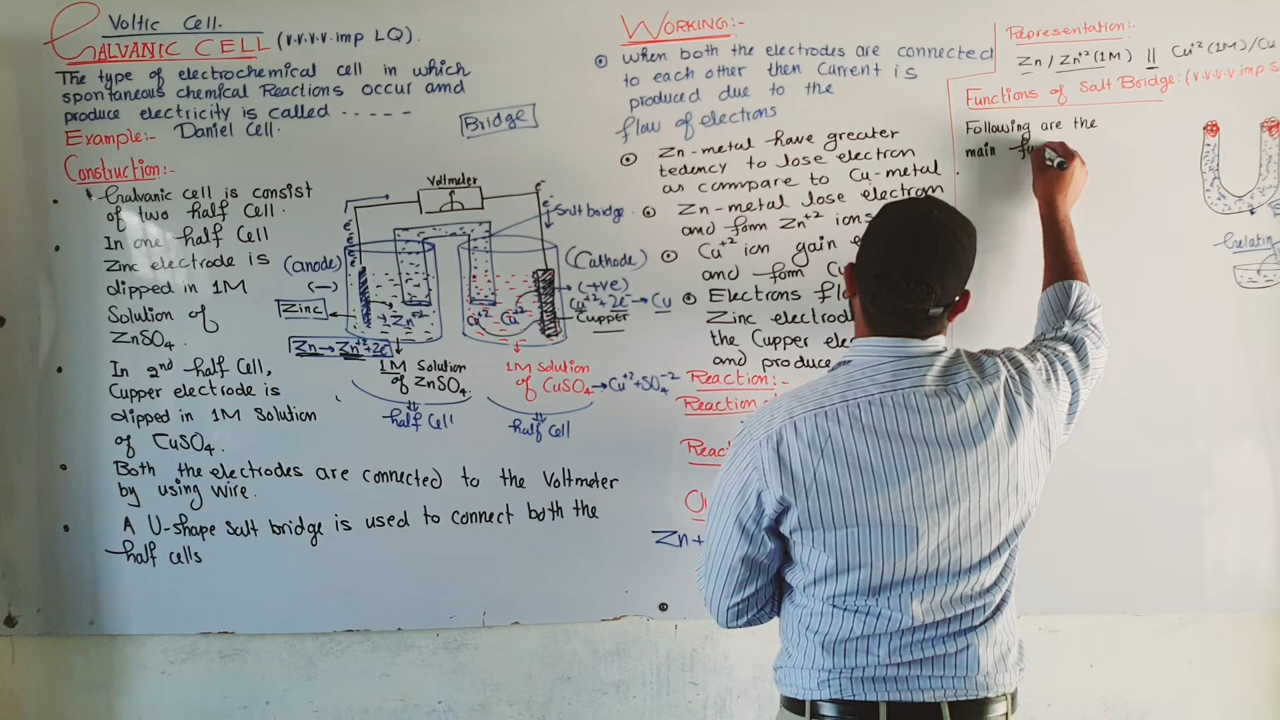 Voltic Cell.
GALVANIC CELL (v.v.v.v.imp LQ).
The type of electrochemical cell in which
spontaneous chemical Reactions occur and
produce electricity is called -----
Example:- Daniel Cell.
Bridge
Construction:-
Galvanic cell is consist
of two half Cell.
In one half Cell
Zinc electrode is
dipped in 1M
Solution of
ZnSO4.
In 2nd half Cell,
Cupper electrode is
dipped in 1M Solution
of CuSO4.
Both the electrodes are connected to the Voltmeter
by using wire.
A U-shape Salt bridge is used to connect both the
half cells
Voltmeter
Salt bridge
(anode)
(-)
Zinc
Zn→Zn+2+2e-
Zn+2
1M Solution
of ZnSO4.
half Cell
(Cathode)
(+ve)
Cu+2+2e-→Cu
Cupper
Cu+2 Cu+2
1M Solution
of CuSO4→Cu+2+SO4-2
half Cell
WORKING:-
when both the electrodes are connected
to each other then Current is
produced due to the
flow of electrons
Zn-metal have greater
tedency to lose electron
as compare to Cu-metal.
Zn-metal lose electron
and form Zn+2 ions
Cu+2 ion gain
and form
Electrons
Zinc
the Cupper
and produce
Reaction:-
Reaction
Zn+
Representation:-
Zn/Zn+2(1M) || Cu+2(1M)/Cu
Functions of Salt Bridge:(v.v.v.v.imp
Following are the
main